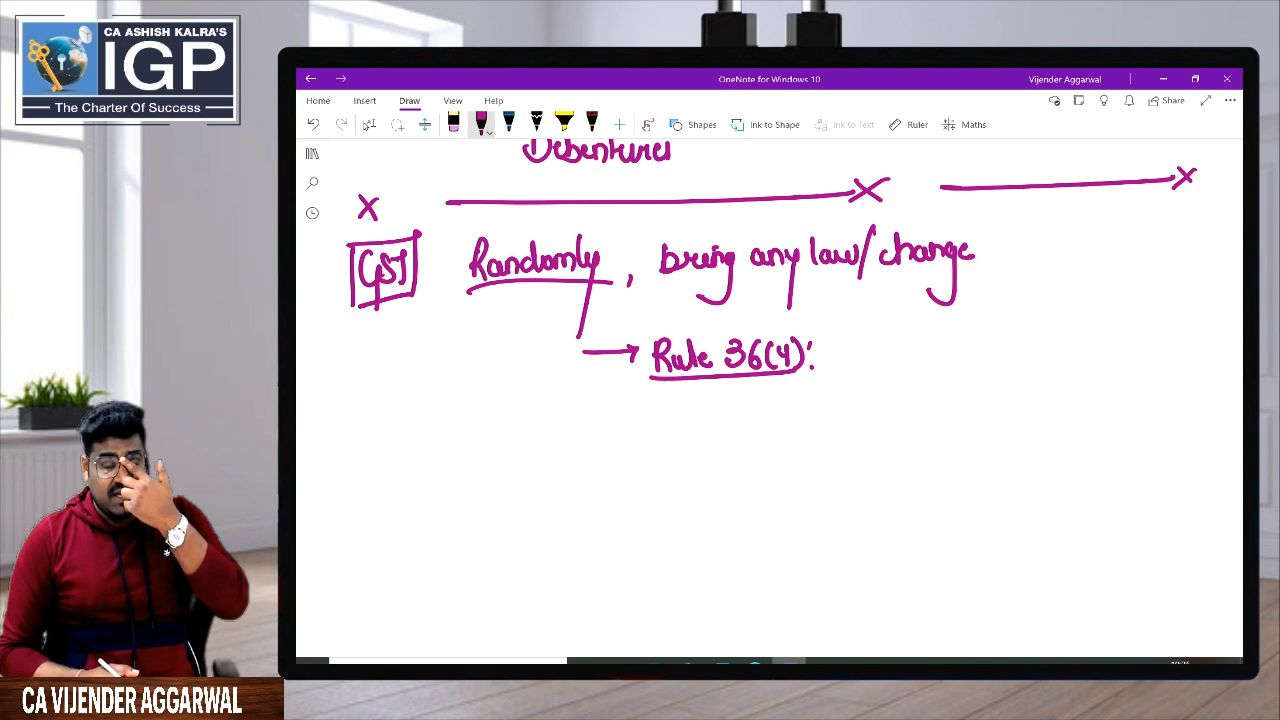 CA ASHISH KALRA'S
IGP
The Charter Of Success
OneNote for Windows 10
Vijender Aggarwal
Home Insert Draw View Help
Share
Shapes
Ink to Shape
Ink to Text
Ruler
Maths
Debentures
x x x
GST Randomly, bring any law/change
→ Rule 36(4):
CA VIJENDER AGGARWAL